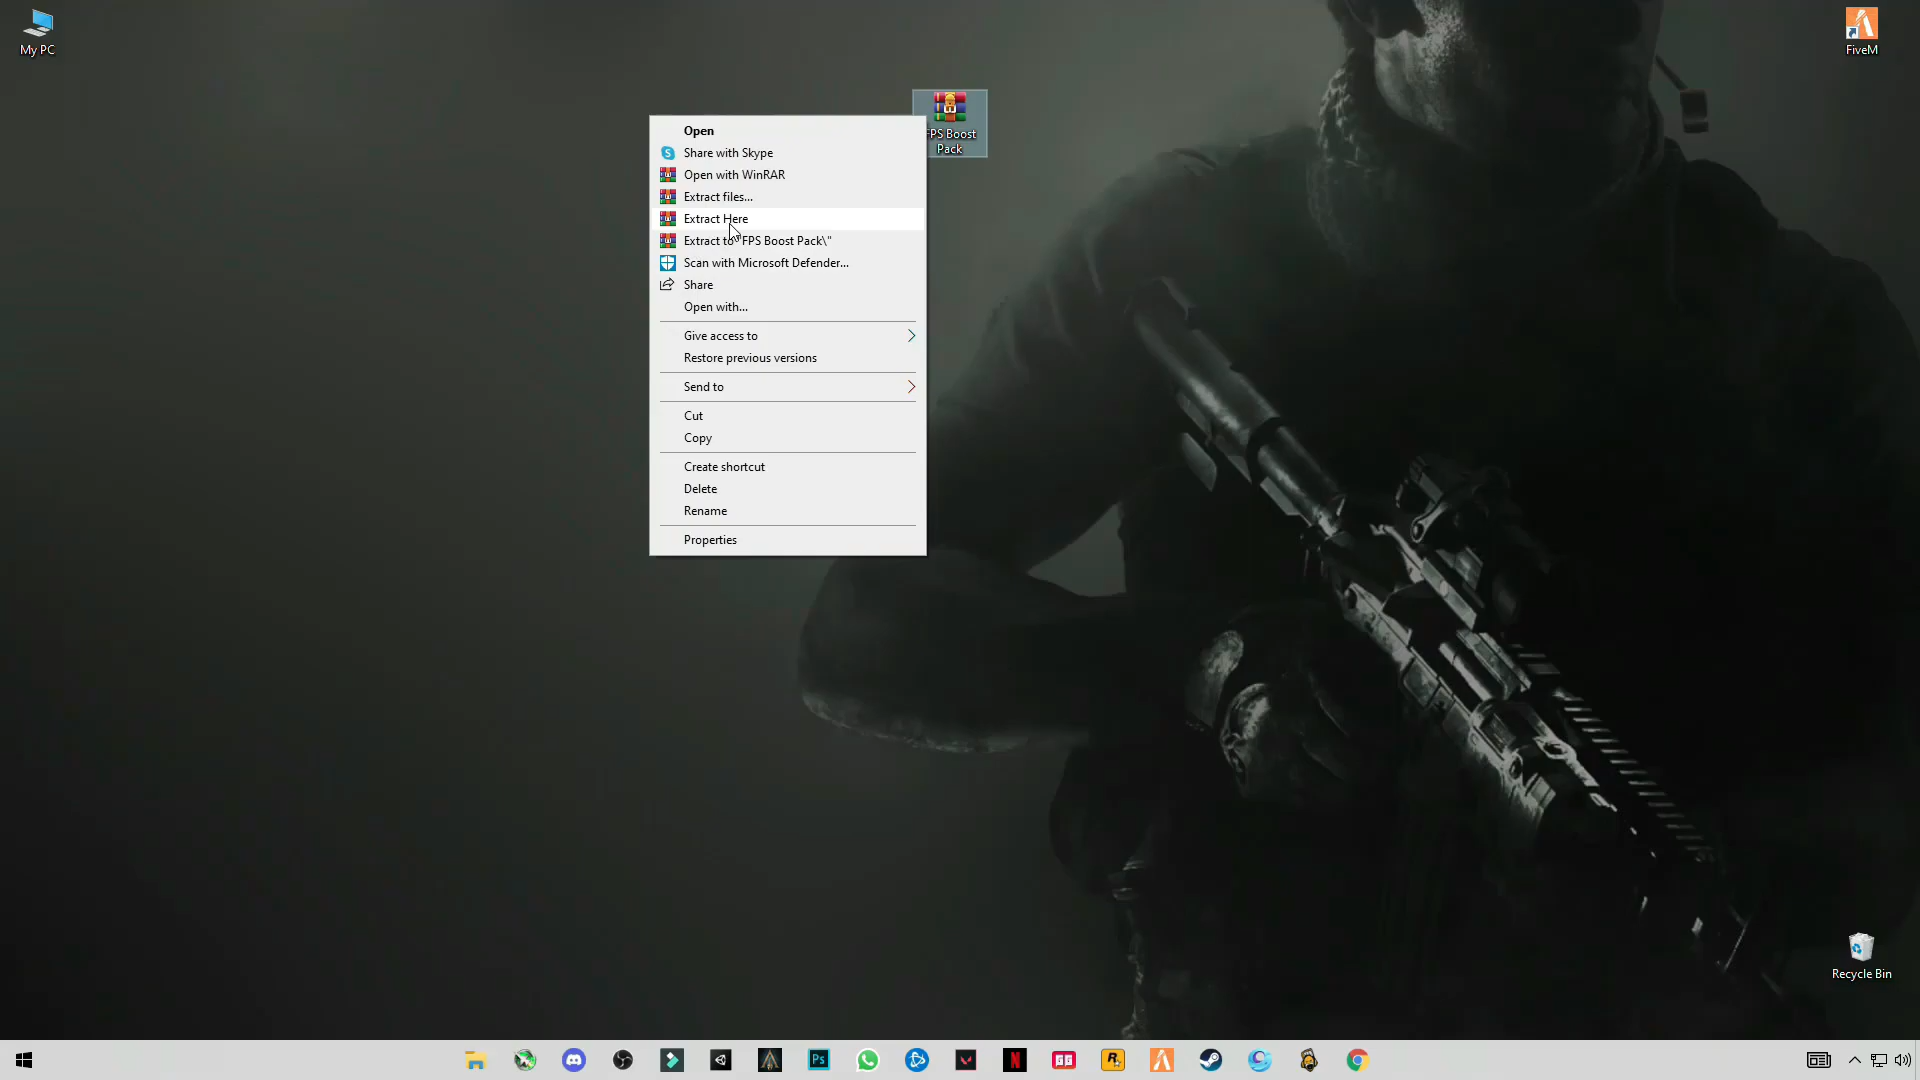 My PC
FiveM
FPS Boost
Pack
Open
Share with Skype
Open with WinRAR
Extract files...
Extract Here
Extract to "FPS Boost Pack\"
Scan with Microsoft Defender...
Share
Open with...
Give access to
Restore previous versions
Send to
Cut
Copy
Create shortcut
Delete
Rename
Properties
Recycle Bin
Ps